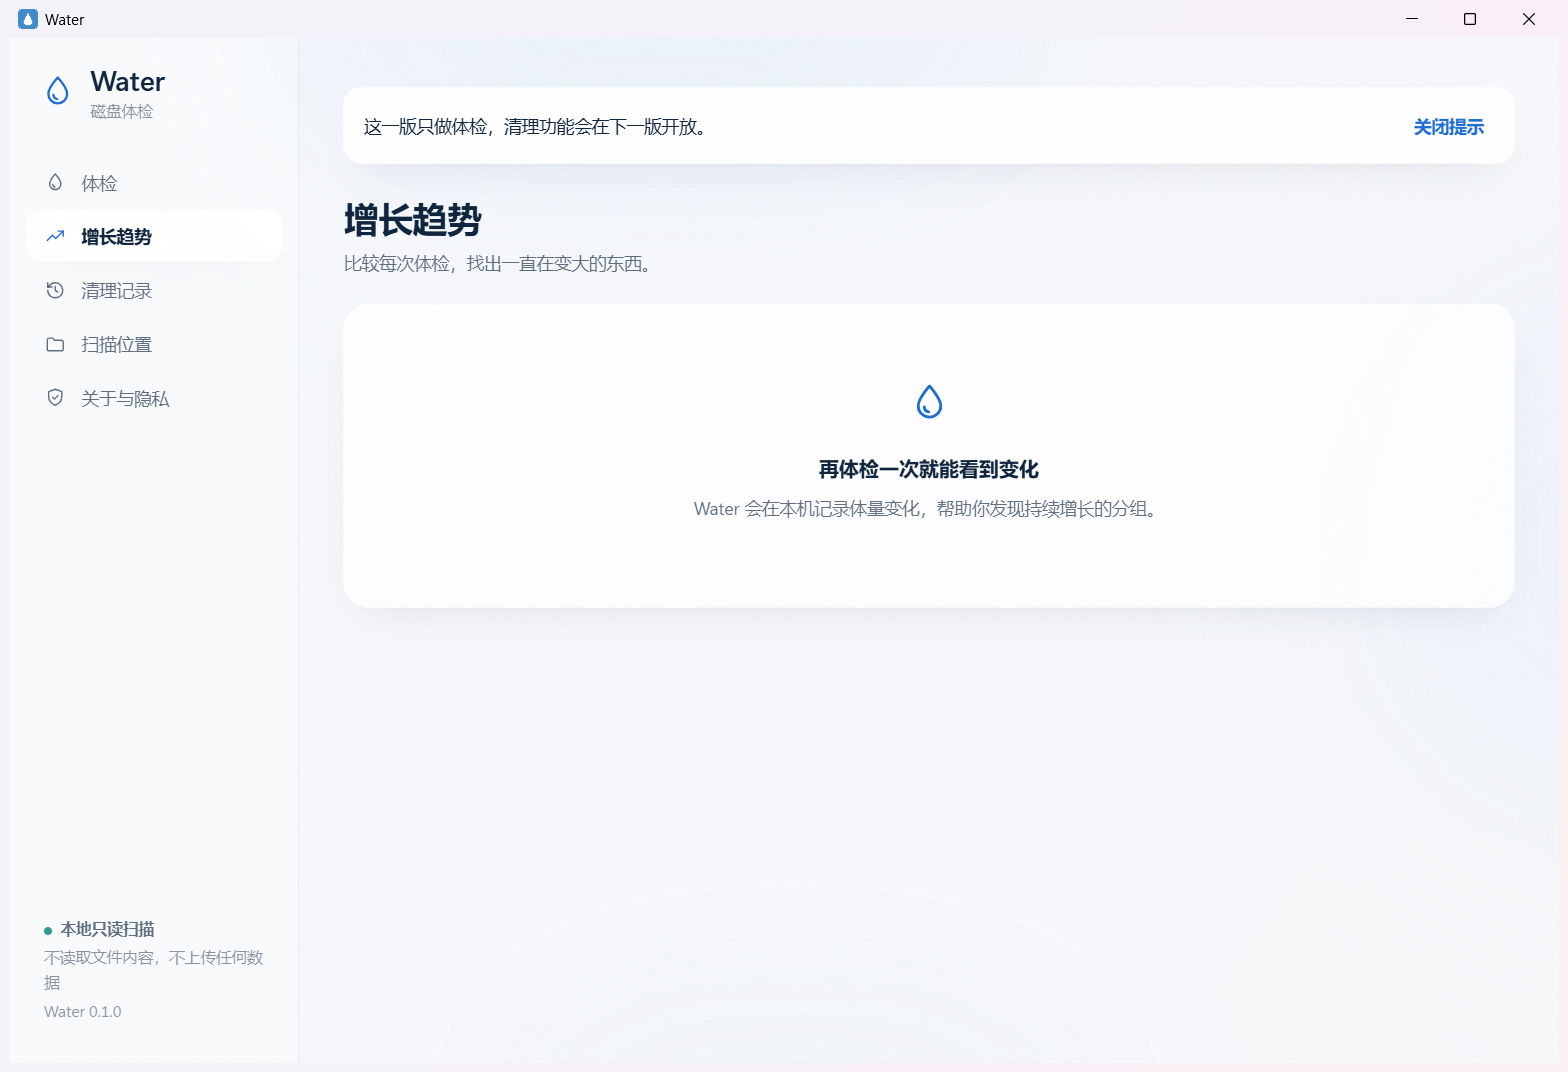 Water
Water
磁盘体检
体检
增长趋势
清理记录
扫描位置
关于与隐私
本地只读扫描
不读取文件内容，不上传任何数
据
Water 0.1.0
这一版只做体检，清理功能会在下一版开放。
关闭提示
增长趋势
比较每次体检，找出一直在变大的东西。
再体检一次就能看到变化
Water 会在本机记录体量变化，帮助你发现持续增长的分组。